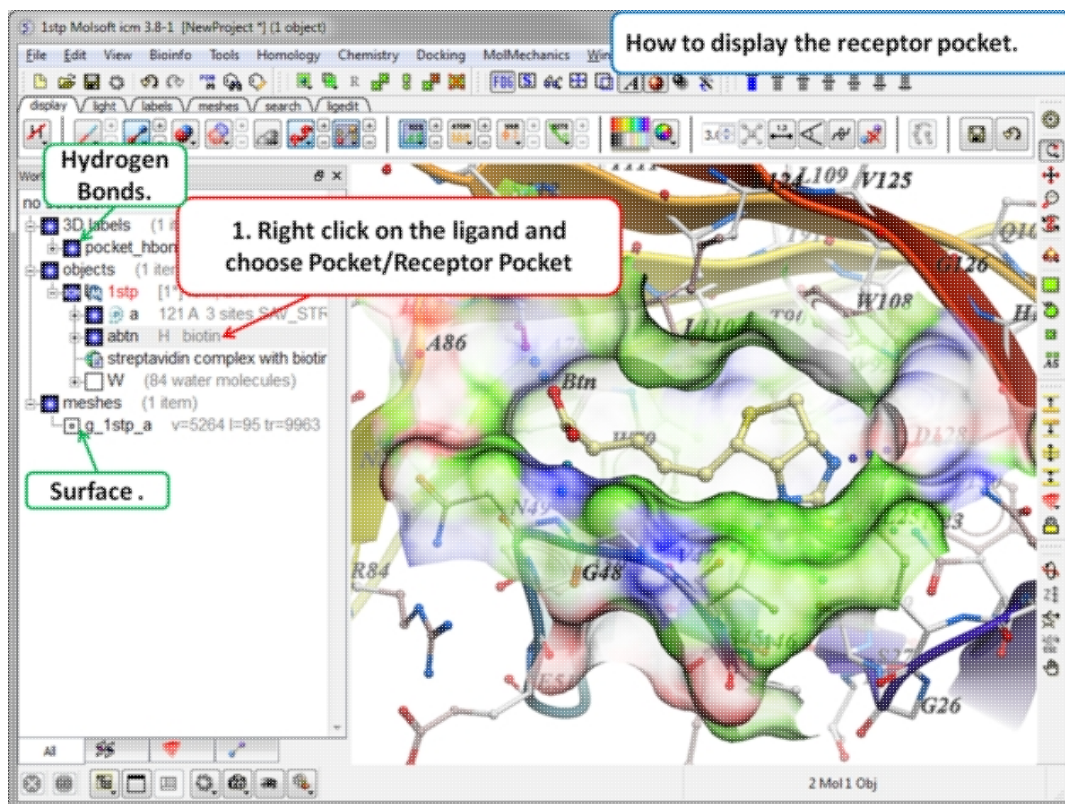 1stp Molsoft icm 3.8-1 [NewProject *] (1 object)
How to display the receptor pocket.
File Edit View Bioinfo Tools Homology Chemistry Docking MolMechanics
display light labels meshes search ligedit
Hydrogen
Bonds.
3D labels
objects
1stp [1*]
a 121 A 3 sites SAV_STR
abtn H biotin
streptavidin complex with biotin
W (84 water molecules)
meshes (1 item)
g_1stp_a v=5264 l=95 tr=9963
1. Right click on the ligand and
choose Pocket/Receptor Pocket
Surface .
L109 V125
G126
W108
A86
Btn
N49
G48
R84
G26
All
2 Mol 1 Obj